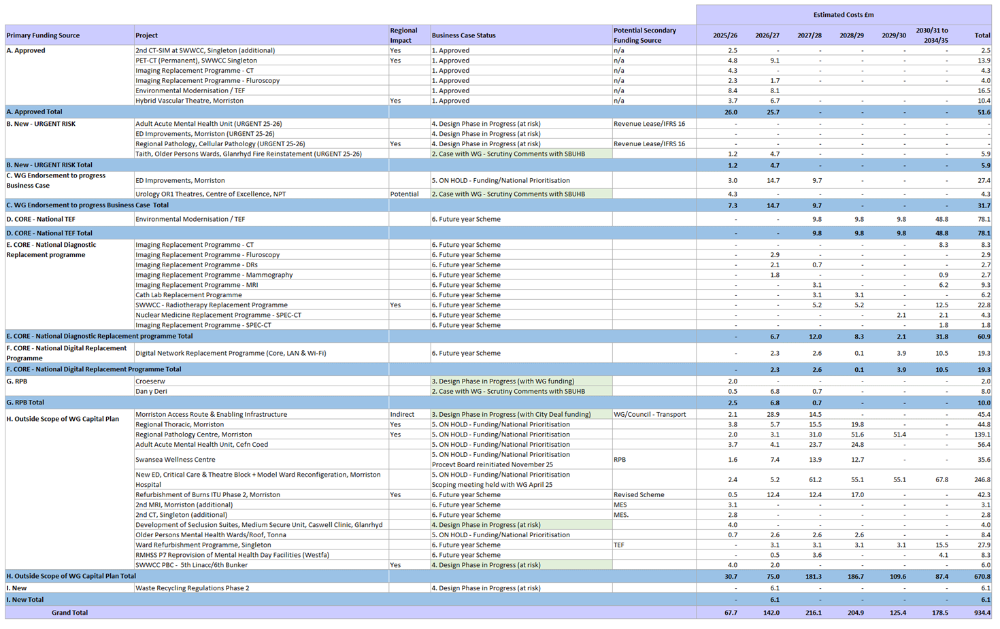 Estimated Costs £m
Primary Funding Source Project Regional Impact Business Case Status Potential Secondary Funding Source 2025/26 2026/27 2027/28 2028/29 2029/30 2030/31 to 2034/35 Total
A. Approved 2nd CT-SIM at SWWCC, Singleton (additional) Yes 1. Approved n/a 2.5 - - - - - 2.5
PET-CT (Permanent), SWWCC Singleton Yes 1. Approved n/a 4.8 9.1 - - - - 13.9
Imaging Replacement Programme - CT 1. Approved n/a 4.3 - - - - - 4.3
Imaging Replacement Programme - Fluroscopy 1. Approved n/a 2.3 1.7 - - - - 4.0
Environmental Modernisation / TEF 1. Approved n/a 8.4 8.1 16.5
Hybrid Vascular Theatre, Morriston Yes 1. Approved n/a 3.7 6.7 - - - - 10.4
A. Approved Total 26.0 25.7 - - - - 51.6
B. New - URGENT RISK Adult Acute Mental Health Unit (URGENT 25-26) 4. Design Phase in Progress (at risk) Revenue Lease/IFRS 16 - - - - - - -
ED Improvements, Morriston (URGENT 25-26) 4. Design Phase in Progress (at risk) - - - - - - -
Regional Pathology, Cellular Pathology (URGENT 25-26) Yes 4. Design Phase in Progress (at risk) Revenue Lease/IFRS 16 - - - - - - -
Taith, Older Persons Wards, Glanrhyd Fire Reinstatement (URGENT 25-26) 2. Case with WG - Scrutiny Comments with SBUHB 1.2 4.7 - - - - 5.9
B. New - URGENT RISK Total 1.2 4.7 - - - - 5.9
C. WG Endorsement to progress Business Case ED Improvements, Morriston 5. ON HOLD - Funding/National Prioritisation 3.0 14.7 9.7 - - - 27.4
Urology OR1 Theatres, Centre of Excellence, NPT Potential 2. Case with WG - Scrutiny Comments with SBUHB 4.3 - - - - - 4.3
C. WG Endorsement to progress Business Case Total 7.3 14.7 9.7 - - - 31.7
D. CORE - National TEF Environmental Modernisation / TEF 6. Future year Scheme - - 9.8 9.8 9.8 48.8 78.1
D. CORE - National TEF Total - - 9.8 9.8 9.8 48.8 78.1
E. CORE - National Diagnostic Replacement programme Imaging Replacement Programme - CT 6. Future year Scheme - - - - - 8.3 8.3
Imaging Replacement Programme - Fluroscopy 6. Future year Scheme - 2.9 - - - - 2.9
Imaging Replacement Programme - DRs 6. Future year Scheme - 2.1 0.7 - - - 2.7
Imaging Replacement Programme - Mammography 6. Future year Scheme - 1.8 - - - 0.9 2.7
Imaging Replacement Programme - MRI 6. Future year Scheme - - 3.1 - - 6.2 9.3
Cath Lab Replacement Programme 6. Future year Scheme - - 3.1 3.1 - - 6.2
SWWCC - Radiotherapy Replacement Programme Yes 6. Future year Scheme - - 5.2 5.2 - 12.5 22.8
Nuclear Medicine Replacement Programme - SPEC-CT 6. Future year Scheme - - - - 2.1 2.1 4.3
Imaging Replacement Programme - SPEC-CT 6. Future year Scheme - - - - - 1.8 1.8
E. CORE - National Diagnostic Replacement programme Total - 6.7 12.0 8.3 2.1 31.8 60.9
F. CORE - National Digital Replacement Programme Digital Network Replacement Programme (Core, LAN & Wi-Fi) 6. Future year Scheme - 2.3 2.6 0.1 3.9 10.5 19.3
F. CORE - National Digital Replacement Programme Total - 2.3 2.6 0.1 3.9 10.5 19.3
G. RPB Croeserw 3. Design Phase in Progress (with WG funding) 2.0 - - - - - 2.0
Dan y Deri 2. Case with WG - Scrutiny Comments with SBUHB 0.5 6.8 0.7 - - - 8.0
G. RPB Total 2.5 6.8 0.7 - - - 10.0
H. Outside Scope of WG Capital Plan Morriston Access Route & Enabling Infrastructure Indirect 3. Design Phase in Progress (with City Deal funding) WG/Council - Transport 2.1 28.9 14.5 - - - 45.4
Regional Thoracic, Morriston Yes 5. ON HOLD - Funding/National Prioritisation 3.8 5.7 15.5 19.8 - - 44.8
Regional Pathology Centre, Morriston Yes 5. ON HOLD - Funding/National Prioritisation 2.0 3.1 31.0 51.6 51.4 - 139.1
Adult Acute Mental Health Unit, Cefn Coed 5. ON HOLD - Funding/National Prioritisation 3.7 4.1 23.7 24.8 - - 56.4
Swansea Wellness Centre 5. ON HOLD - Funding/National Prioritisation Procevt Board reinitiated November 25 RPB 1.6 7.4 13.9 12.7 - - 35.6
New ED, Critical Care & Theatre Block + Model Ward Reconfigeration, Morriston Hospital 5. ON HOLD - Funding/National Prioritisation Scoping meeting held with WG April 25 2.4 5.2 61.2 55.1 55.1 67.8 246.8
Refurbishment of Burns ITU Phase 2, Morriston Yes 6. Future year Scheme Revised Scheme 0.5 12.4 12.4 17.0 - - 42.3
2nd MRI, Morriston (additional) 6. Future year Scheme MES 3.1 - - - - - 3.1
2nd CT, Singleton (additional) 6. Future year Scheme MES. 2.8 - - - - - 2.8
Development of Seclusion Suites, Medium Secure Unit, Caswell Clinic, Glanrhyd 4. Design Phase in Progress (at risk) 4.0 - - - - - 4.0
Older Persons Mental Health Wards/Roof, Tonna 5. ON HOLD - Funding/National Prioritisation 0.7 2.6 2.6 2.6 - - 8.4
Ward Refurbishment Programme, Singleton 6. Future year Scheme TEF - 3.1 3.1 3.1 3.1 15.5 27.9
RMHSS P7 Reprovision of Mental Health Day Facilities (Westfa) 6. Future year Scheme - 0.5 3.6 - - 4.1 8.3
SWWCC PBC - 5th Linacc/6th Bunker Yes 4. Design Phase in Progress (at risk) 4.0 2.0 - - - - 6.0
H. Outside Scope of WG Capital Plan Total 30.7 75.0 181.3 186.7 109.6 87.4 670.8
I. New Waste Recycling Regulations Phase 2 4. Design Phase in Progress (at risk) - 6.1 - - - - 6.1
I. New Total - 6.1 - - - - 6.1
Grand Total 67.7 142.0 216.1 204.9 125.4 178.5 934.4